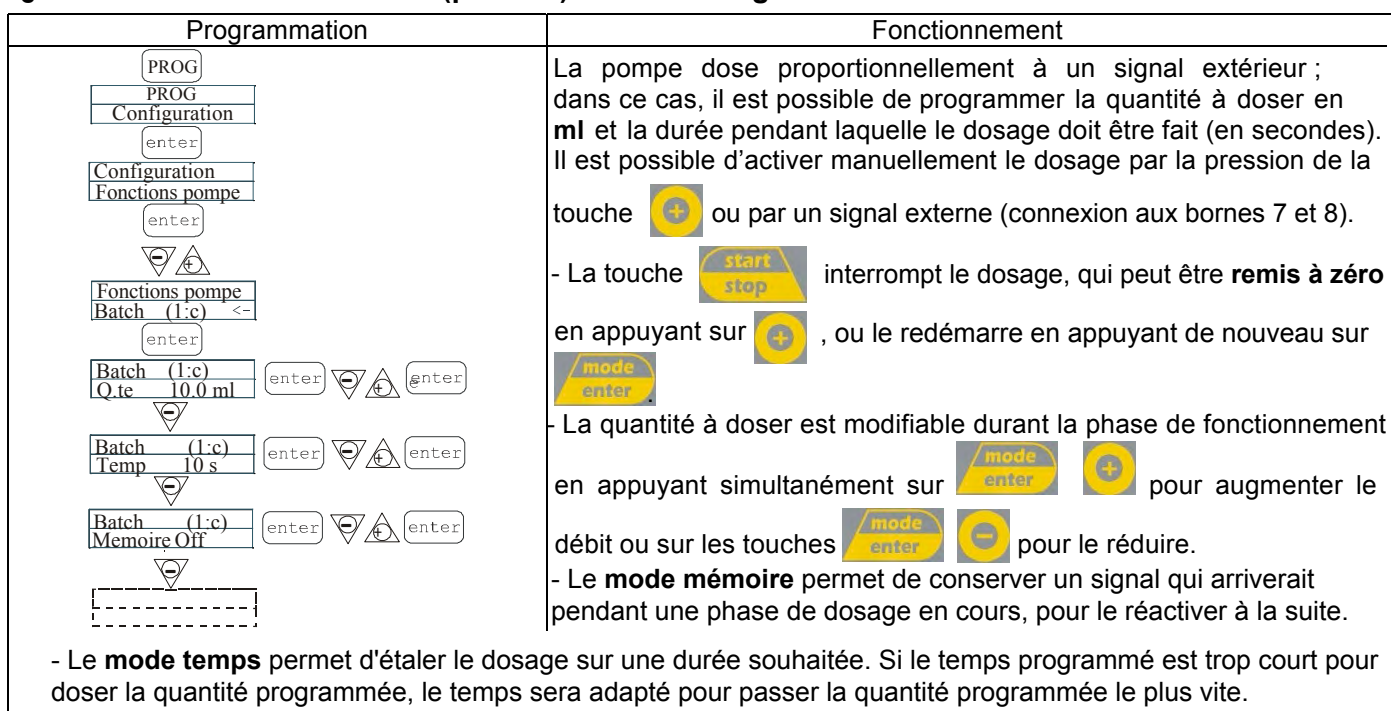 Programmation
Fonctionnement
PROG
PROG
Configuration
enter
Configuration
Fonctions pompe
enter
- +
Fonctions pompe
Batch (1:c) <-
enter
Batch (1:c)
Q.te 10.0 ml
enter - + enter
-
Batch (1:c)
Temp 10 s
enter - + enter
-
Batch (1:c)
Memoire Off
enter - + enter
-
La pompe dose proportionnellement à un signal extérieur ;
dans ce cas, il est possible de programmer la quantité à doser en
ml et la durée pendant laquelle le dosage doit être fait (en secondes).
Il est possible d’activer manuellement le dosage par la pression de la
touche + ou par un signal externe (connexion aux bornes 7 et 8).
- La touche start stop interrompt le dosage, qui peut être remis à zéro
en appuyant sur + , ou le redémarre en appuyant de nouveau sur
mode enter .
- La quantité à doser est modifiable durant la phase de fonctionnement
en appuyant simultanément sur mode enter + pour augmenter le
débit ou sur les touches mode enter - pour le réduire.
- Le mode mémoire permet de conserver un signal qui arriverait
pendant une phase de dosage en cours, pour le réactiver à la suite.
- Le mode temps permet d'étaler le dosage sur une durée souhaitée. Si le temps programmé est trop court pour
doser la quantité programmée, le temps sera adapté pour passer la quantité programmée le plus vite.